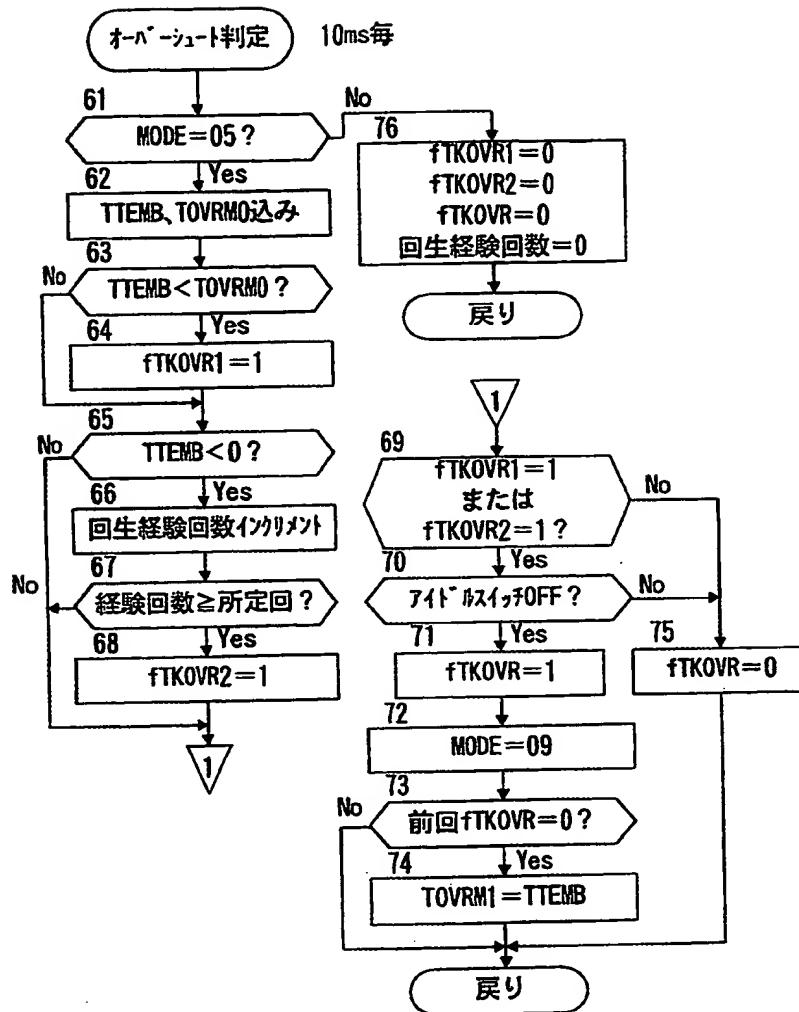 オーバーシュート判定
10ms毎
61
MODE=05?
No
Yes
62
TTEMB、TOVRM0込み
63
No
TTEMB<TOVRM0?
Yes
64
fTKOVR1=1
65
No
TTEMB<0?
Yes
66
回生経験回数インクリメント
67
No
経験回数≧所定回?
Yes
68
fTKOVR2=1
1
76
fTKOVR1=0
fTKOVR2=0
fTKOVR=0
回生経験回数=0
戻り
1
69
fTKOVR1=1
または
fTKOVR2=1?
No
Yes
70
アイドルスイッチOFF?
No
Yes
71
fTKOVR=1
75
fTKOVR=0
72
MODE=09
73
No
前回fTKOVR=0?
Yes
74
TOVRM1=TTEMB
戻り